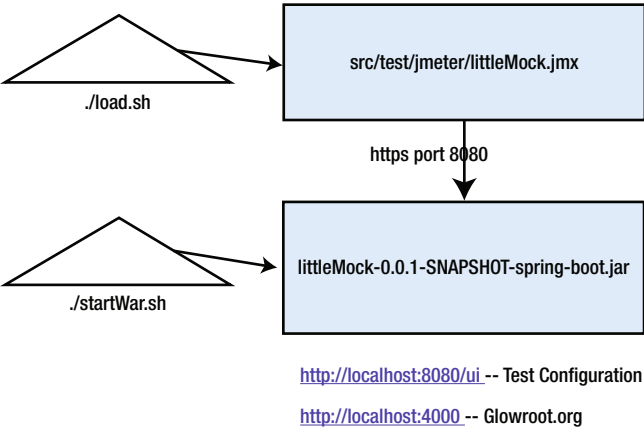 src/test/jmeter/littleMock.jmx
./load.sh
https port 8080
littleMock-0.0.1-SNAPSHOT-spring-boot.jar
./startWar.sh
http://localhost:8080/ui -- Test Configuration
http://localhost:4000 -- Glowroot.org